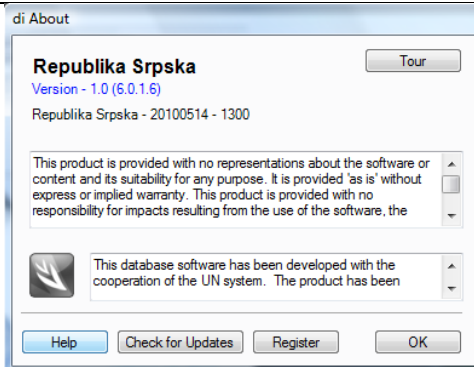 di About
Republika Srpska
Tour
Version - 1.0 (6.0.1.6)
Republika Srpska - 20100514 - 1300
This product is provided with no representations about the software or
content and its suitability for any purpose. It is provided 'as is' without
express or implied warranty. This product is provided with no
responsibility for impacts resulting from the use of the software, the
This database software has been developed with the
cooperation of the UN system. The product has been
Help
Check for Updates
Register
OK